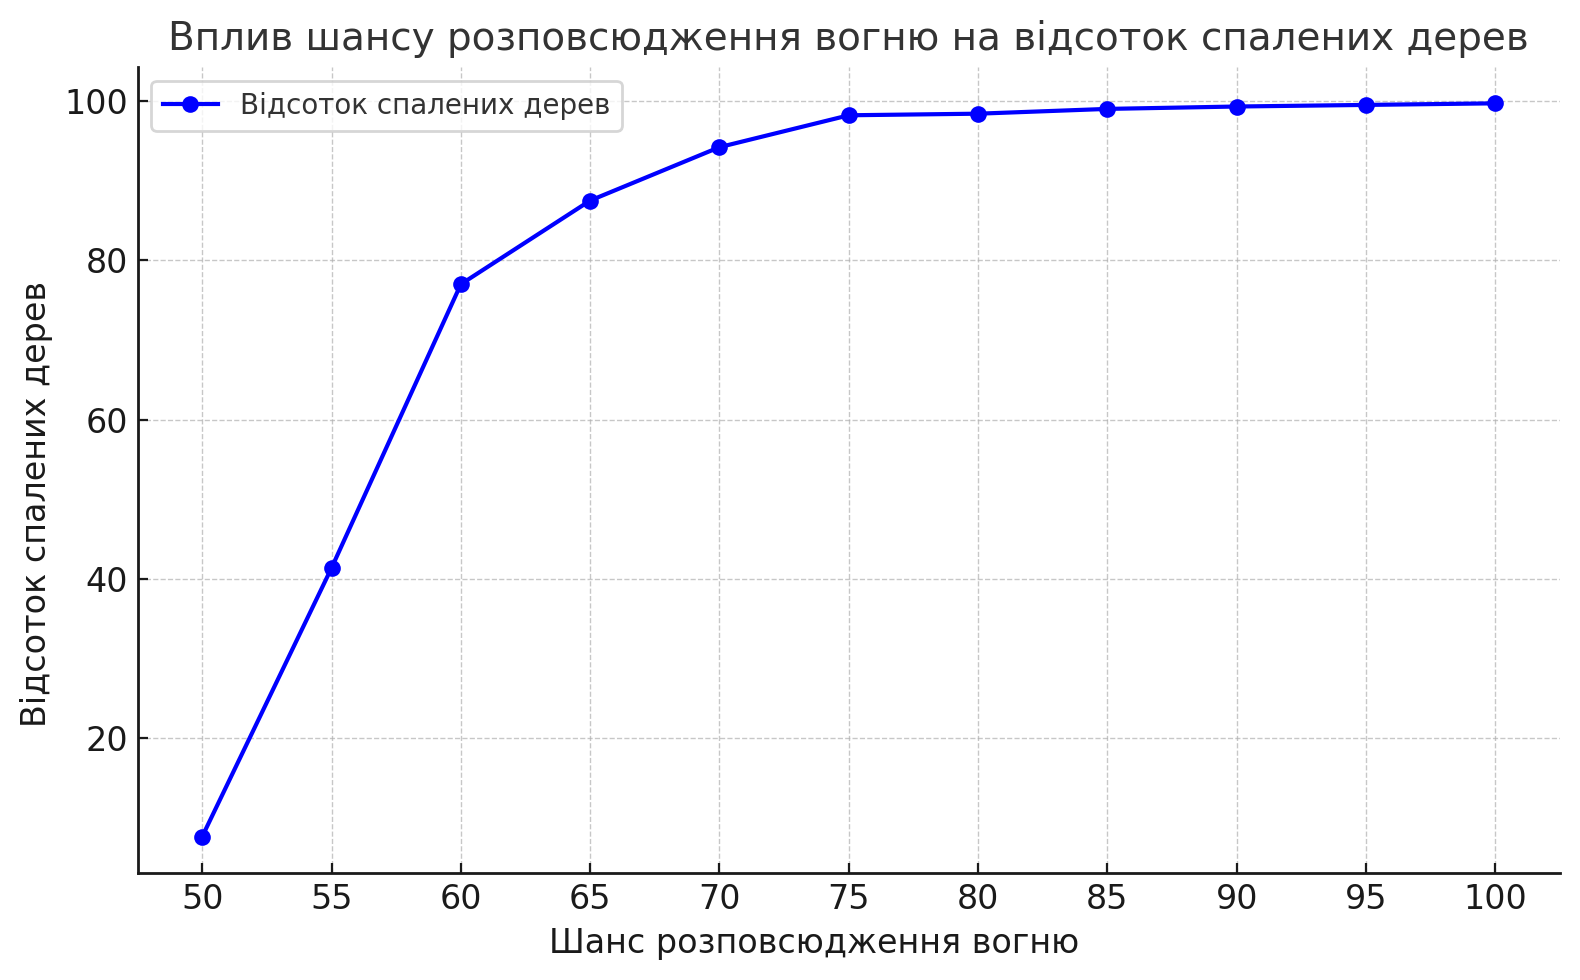 Вплив шансу розповсюдження вогню на відсоток спалених дерев
Відсоток спалених дерев
100
80
60
40
20
Відсоток спалених дерев
50 55 60 65 70 75 80 85 90 95 100
Шанс розповсюдження вогню